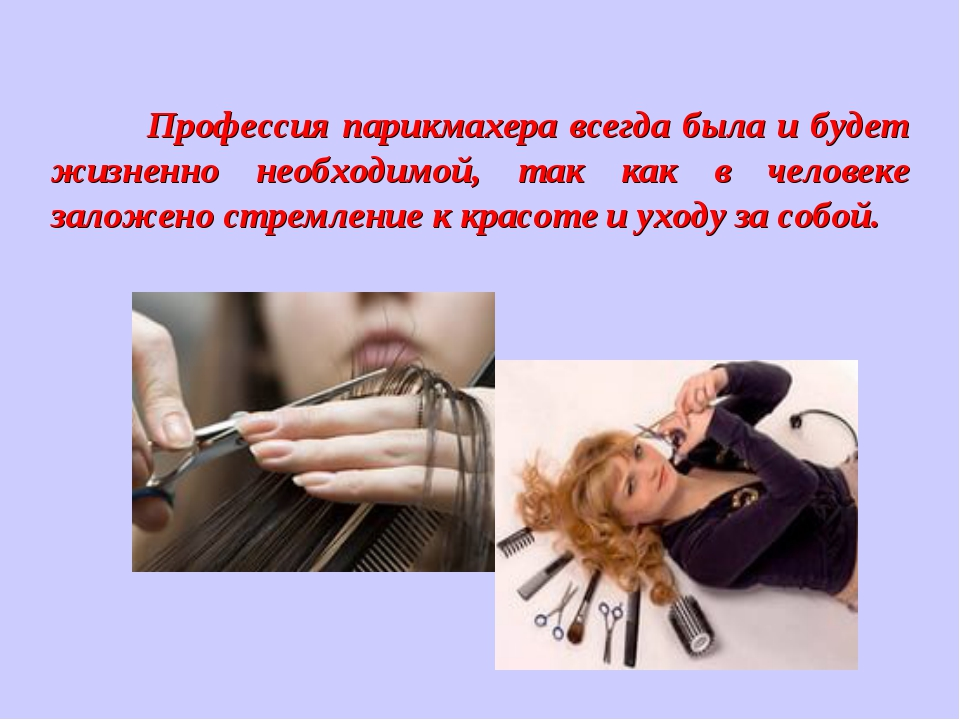 Профессия парикмахера всегда была и будет
жизненно необходимой, так как в человеке
заложено стремление к красоте и уходу за собой.